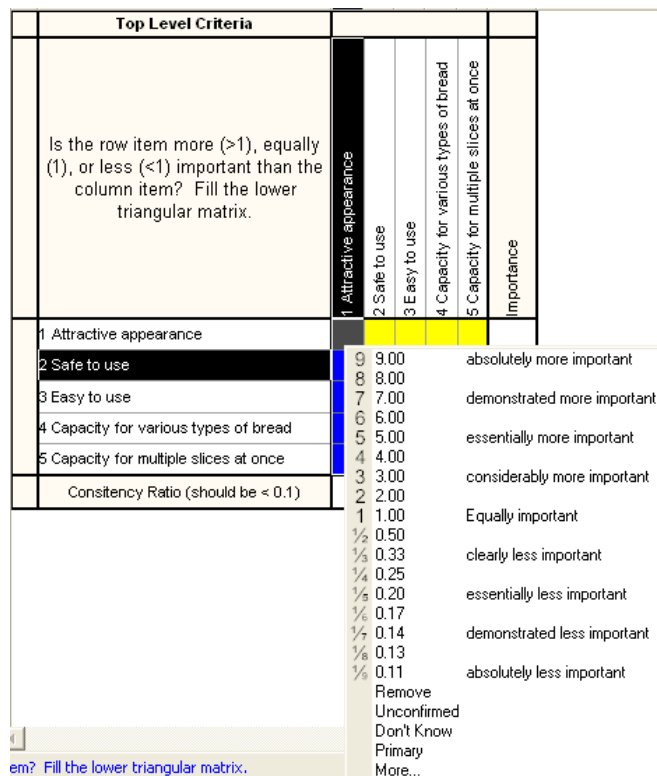 Top Level Criteria
Is the row item more (>1), equally
(1), or less (<1) important than the
column item? Fill the lower
triangular matrix.
1 Attractive appearance
2 Safe to use
3 Easy to use
4 Capacity for various types of bread
5 Capacity for multiple slices at once
Importance
1 Attractive appearance
2 Safe to use
3 Easy to use
4 Capacity for various types of bread
5 Capacity for multiple slices at once
Consitency Ratio (should be < 0.1)
9 9.00 absolutely more important
8 8.00
7 7.00 demonstrated more important
6 6.00
5 5.00 essentially more important
4 4.00
3 3.00 considerably more important
2 2.00
1 1.00 Equally important
½ 0.50
⅓ 0.33 clearly less important
¼ 0.25
⅕ 0.20 essentially less important
⅙ 0.17
⅐ 0.14 demonstrated less important
⅛ 0.13
⅑ 0.11 absolutely less important
Remove
Unconfirmed
Don't Know
Primary
More...
em? Fill the lower triangular matrix.